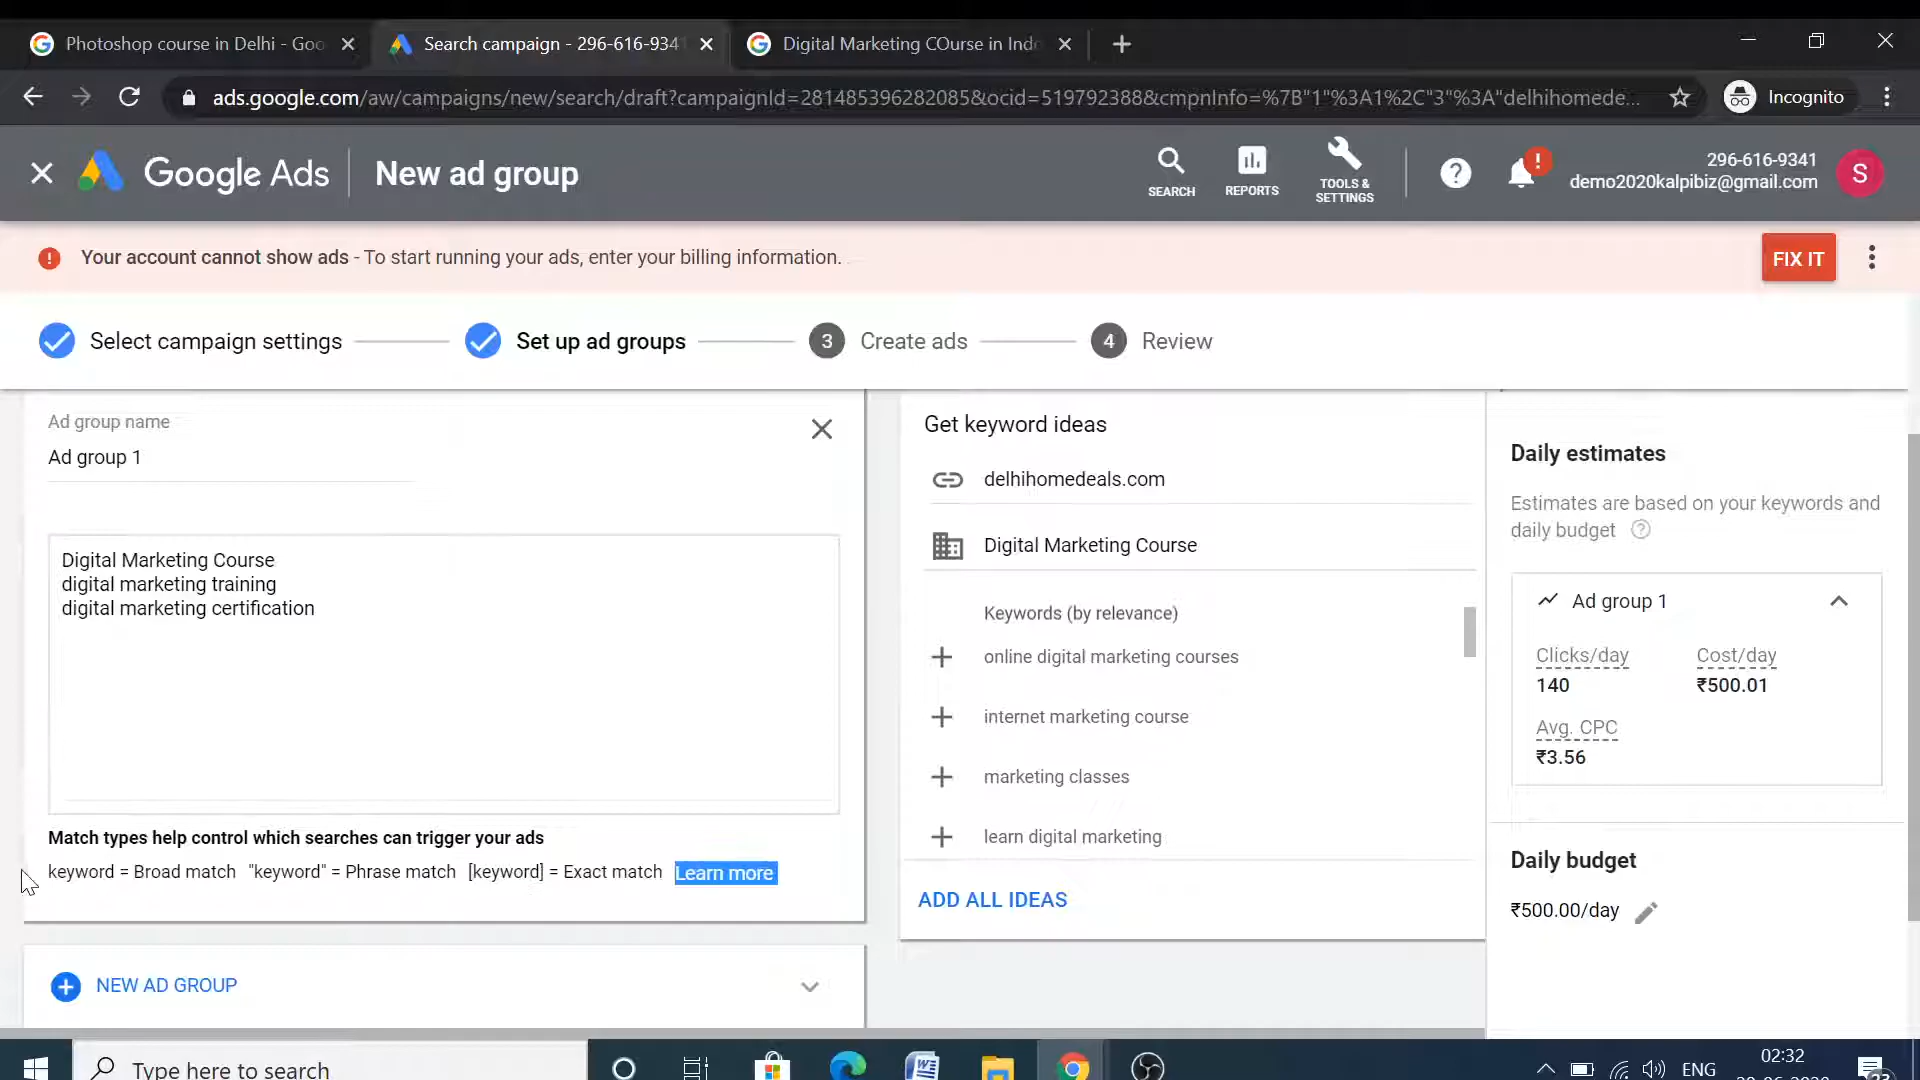 Photoshop course in Delhi - Goo
Search campaign - 296-616-9341
Digital Marketing COurse in Indo
ads.google.com/aw/campaigns/new/search/draft?campaignId=281485396282085&ocid=519792388&cmpnInfo=%7B"1"%3A1%2C"3"%3A"delhihomede...
Incognito
Google Ads
New ad group
SEARCH
REPORTS
TOOLS & SETTINGS
296-616-9341
demo2020kalpibiz@gmail.com
S
Your account cannot show ads - To start running your ads, enter your billing information.
FIX IT
Select campaign settings
Set up ad groups
3 Create ads
4 Review
Ad group name
Ad group 1
Digital Marketing Course
digital marketing training
digital marketing certification
Match types help control which searches can trigger your ads
keyword = Broad match "keyword" = Phrase match [keyword] = Exact match Learn more
NEW AD GROUP
Get keyword ideas
delhihomedeals.com
Digital Marketing Course
Keywords (by relevance)
online digital marketing courses
internet marketing course
marketing classes
learn digital marketing
ADD ALL IDEAS
Daily estimates
Estimates are based on your keywords and
daily budget
Ad group 1
Clicks/day
140
Cost/day
₹500.01
Avg. CPC
₹3.56
Daily budget
₹500.00/day
Type here to search
ENG
02:32